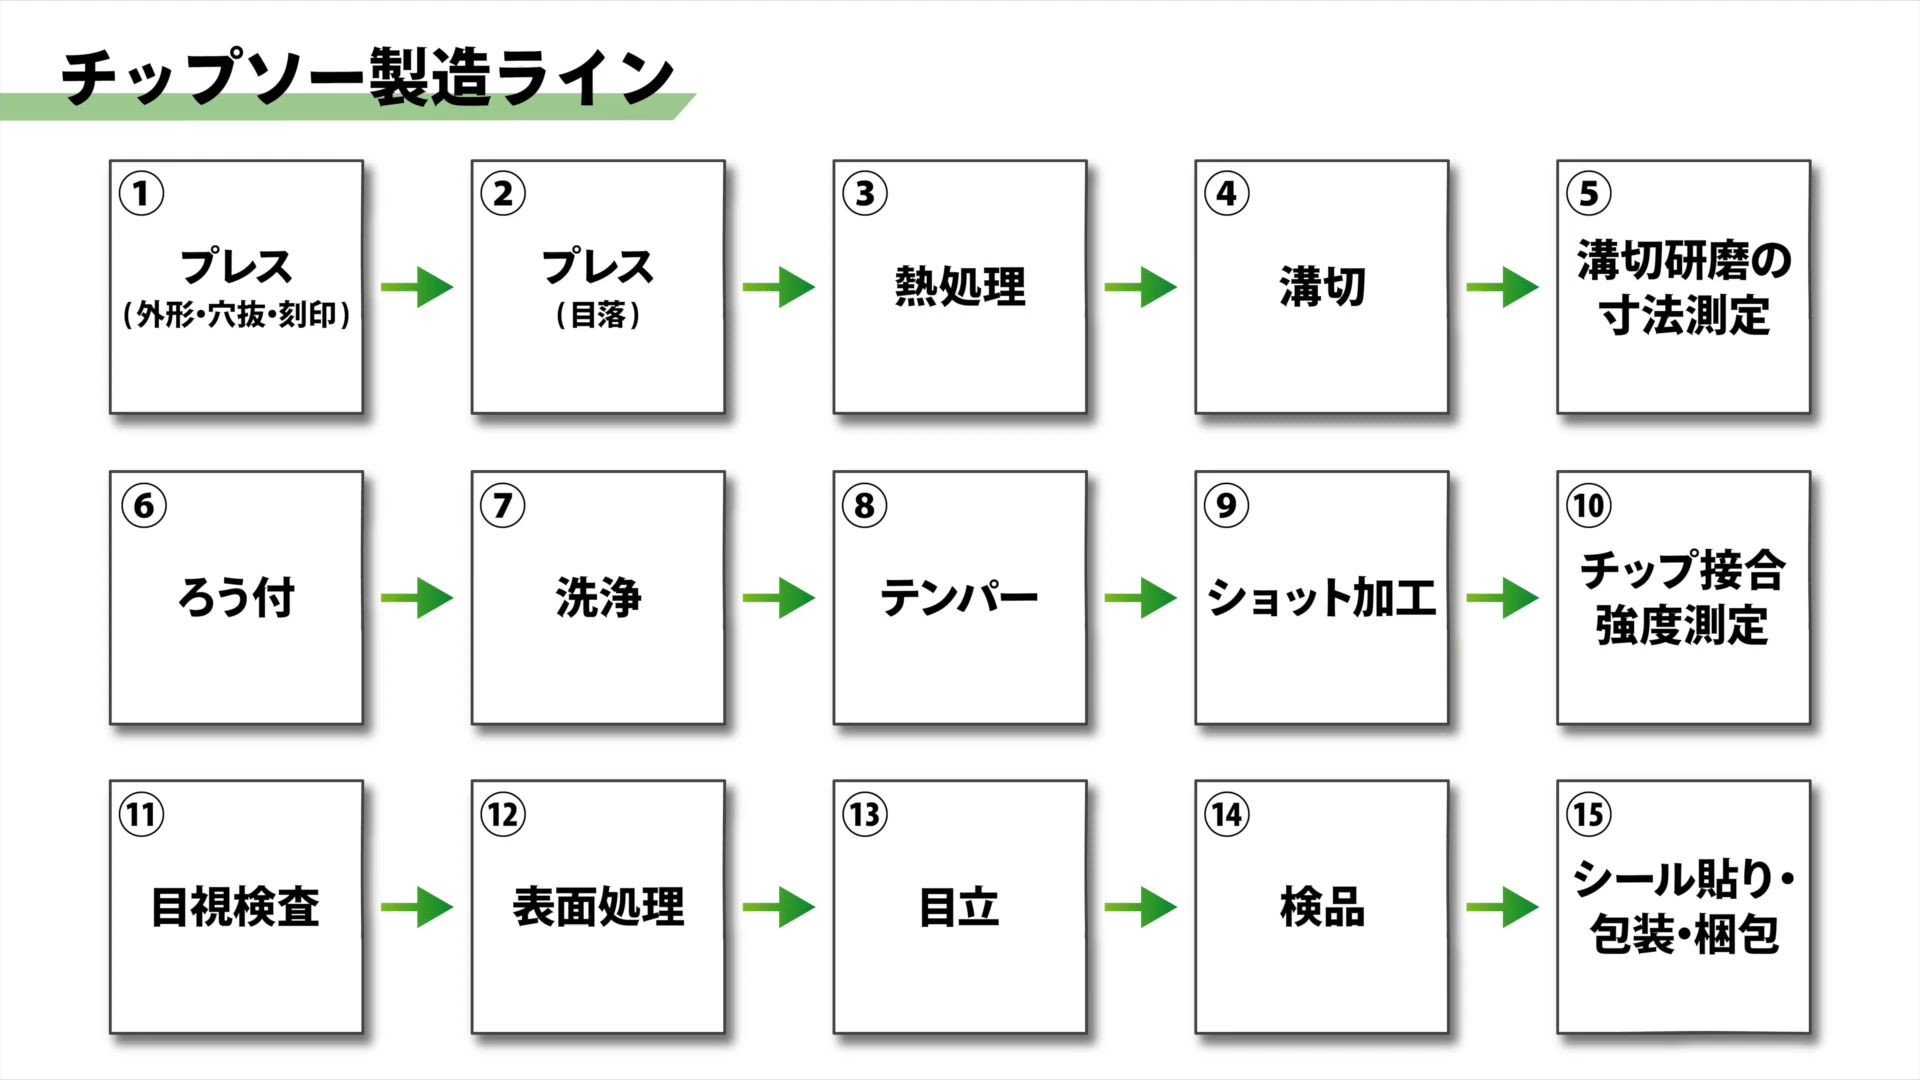 チップソー製造ライン
①
プレス
(外形・穴抜・刻印)
②
プレス
(目落)
③
熱処理
④
溝切
⑤
溝切研磨の
寸法測定
⑥
ろう付
⑦
洗浄
⑧
テンパー
⑨
ショット加工
⑩
チップ接合
強度測定
⑪
目視検査
⑫
表面処理
⑬
目立
⑭
検品
⑮
シール貼り・
包装・梱包